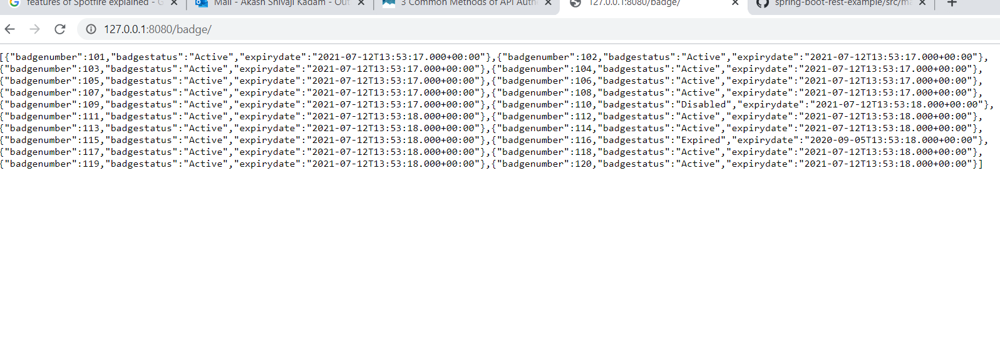 features of Spotfire explained - G
Mail - Akash Shivaji Kadam - Out
3 Common Methods of API Auth
127.0.0.1:8080/badge/
spring-boot-rest-example/src/ma
127.0.0.1:8080/badge/
[{"badgenumber":101,"badgestatus":"Active","expirydate":"2021-07-12T13:53:17.000+00:00"},{"badgenumber":102,"badgestatus":"Active","expirydate":"2021-07-12T13:53:17.000+00:00"},
{"badgenumber":103,"badgestatus":"Active","expirydate":"2021-07-12T13:53:17.000+00:00"},{"badgenumber":104,"badgestatus":"Active","expirydate":"2021-07-12T13:53:17.000+00:00"},
{"badgenumber":105,"badgestatus":"Active","expirydate":"2021-07-12T13:53:17.000+00:00"},{"badgenumber":106,"badgestatus":"Active","expirydate":"2021-07-12T13:53:17.000+00:00"},
{"badgenumber":107,"badgestatus":"Active","expirydate":"2021-07-12T13:53:17.000+00:00"},{"badgenumber":108,"badgestatus":"Active","expirydate":"2021-07-12T13:53:17.000+00:00"},
{"badgenumber":109,"badgestatus":"Active","expirydate":"2021-07-12T13:53:17.000+00:00"},{"badgenumber":110,"badgestatus":"Disabled","expirydate":"2021-07-12T13:53:18.000+00:00"},
{"badgenumber":111,"badgestatus":"Active","expirydate":"2021-07-12T13:53:18.000+00:00"},{"badgenumber":112,"badgestatus":"Active","expirydate":"2021-07-12T13:53:18.000+00:00"},
{"badgenumber":113,"badgestatus":"Active","expirydate":"2021-07-12T13:53:18.000+00:00"},{"badgenumber":114,"badgestatus":"Active","expirydate":"2021-07-12T13:53:18.000+00:00"},
{"badgenumber":115,"badgestatus":"Active","expirydate":"2021-07-12T13:53:18.000+00:00"},{"badgenumber":116,"badgestatus":"Expired","expirydate":"2020-09-05T13:53:18.000+00:00"},
{"badgenumber":117,"badgestatus":"Active","expirydate":"2021-07-12T13:53:18.000+00:00"},{"badgenumber":118,"badgestatus":"Active","expirydate":"2021-07-12T13:53:18.000+00:00"},
{"badgenumber":119,"badgestatus":"Active","expirydate":"2021-07-12T13:53:18.000+00:00"},{"badgenumber":120,"badgestatus":"Active","expirydate":"2021-07-12T13:53:18.000+00:00"}]